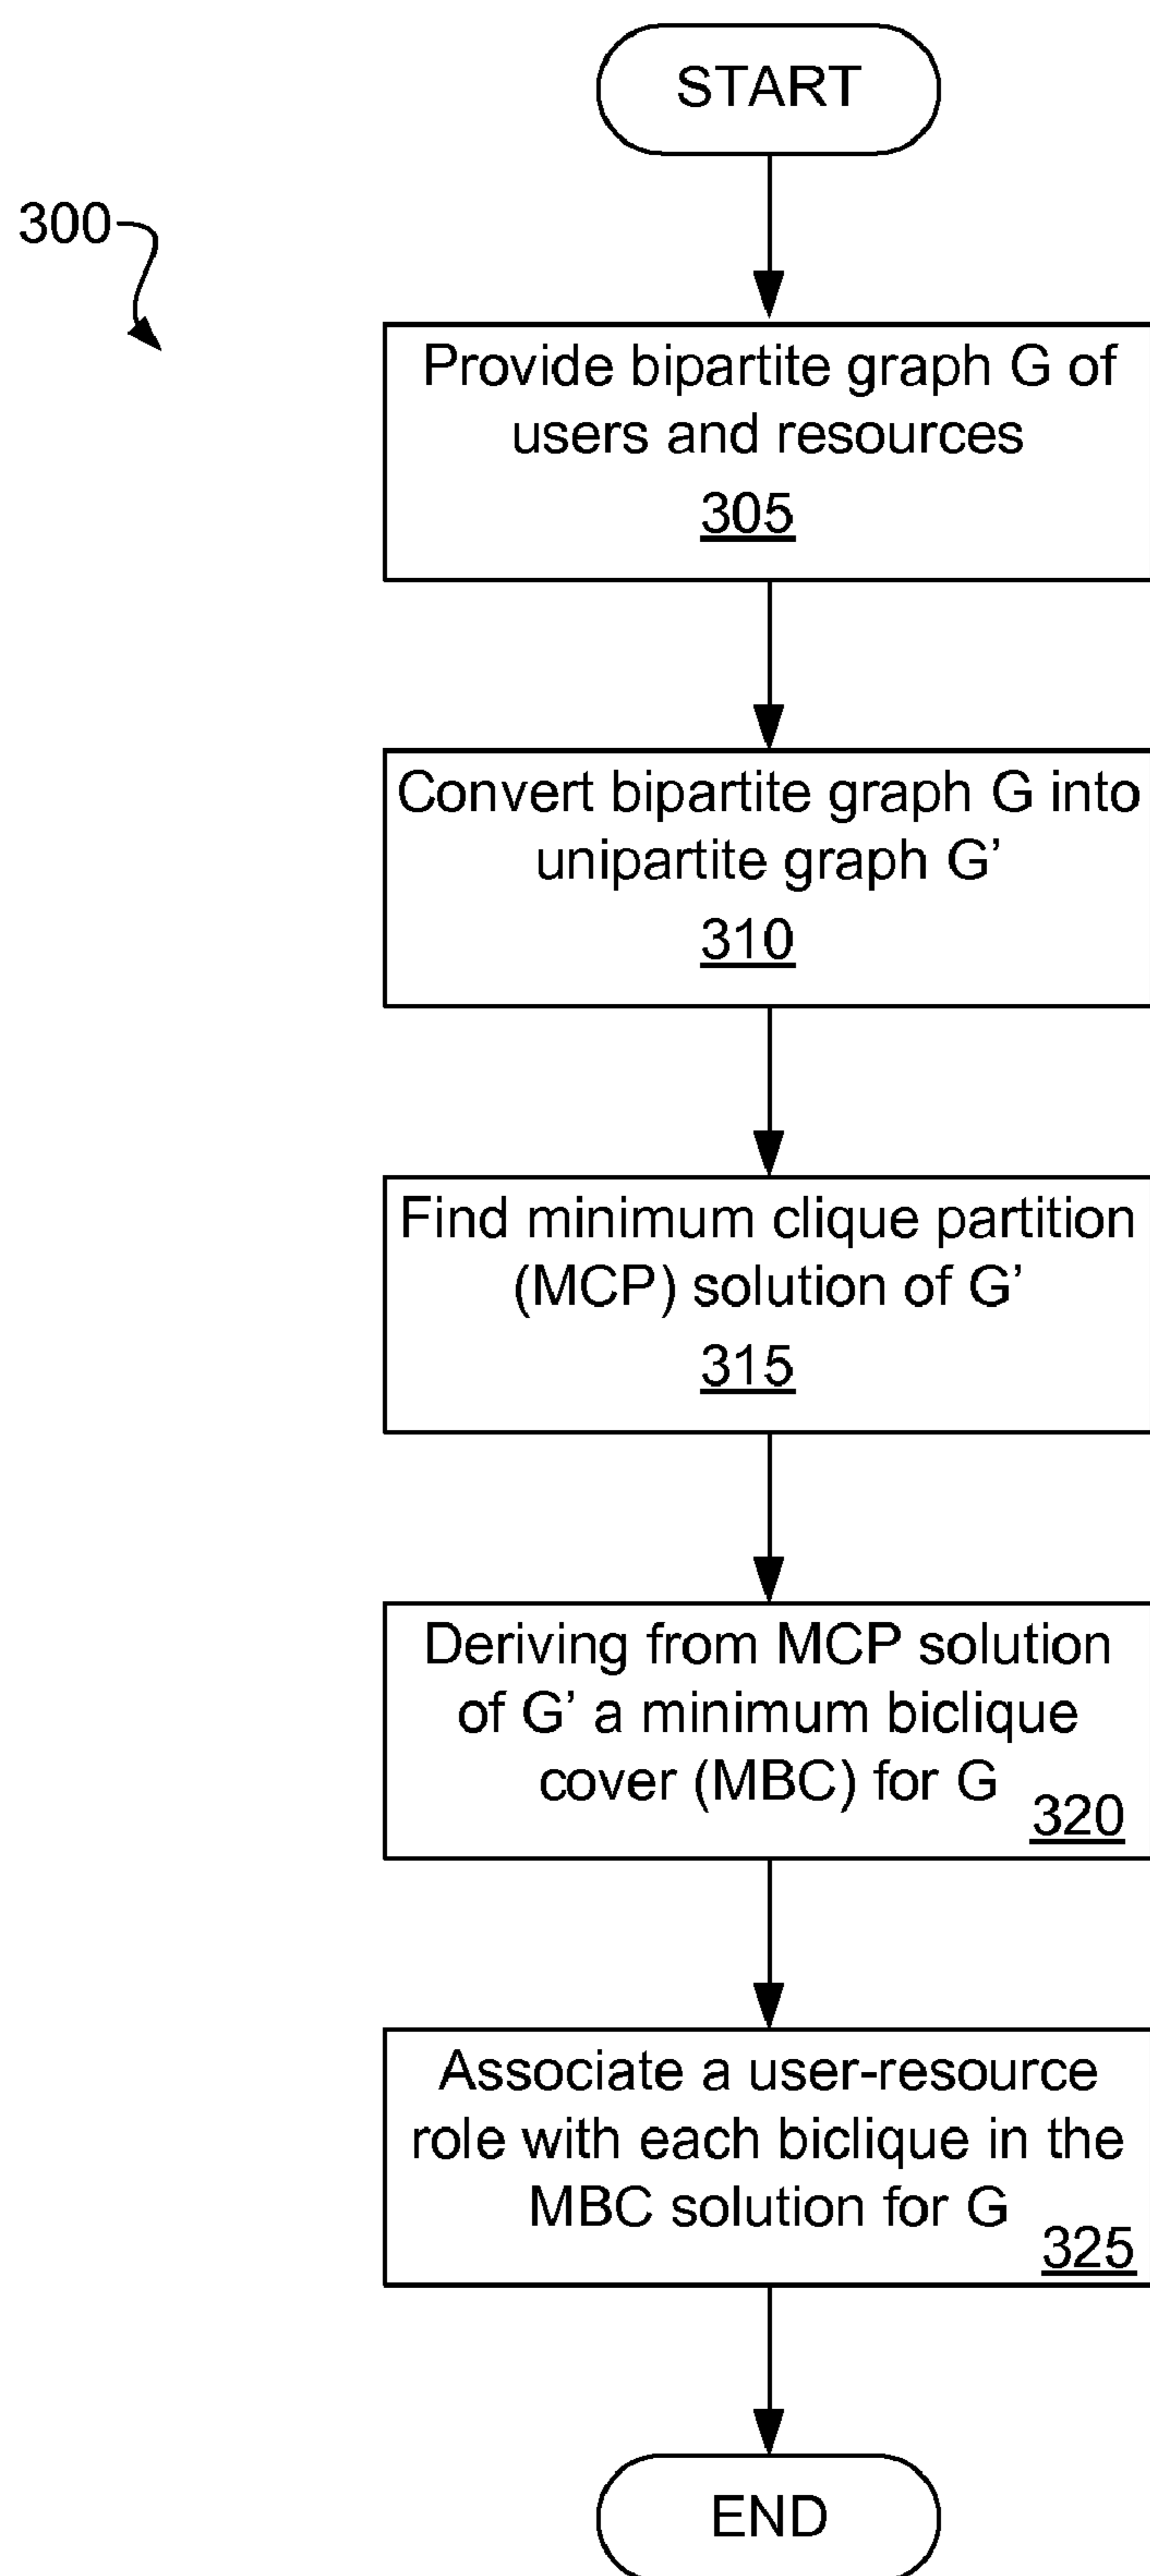 START
300
Provide bipartite graph G of
users and resources
305
Convert bipartite graph G into
unipartite graph G’
310
Find minimum clique partition
(MCP) solution of G’
315
Deriving from MCP solution
of G’ a minimum biclique
cover (MBC) for G
320
Associate a user-resource
role with each biclique in the
MBC solution for G
325
END